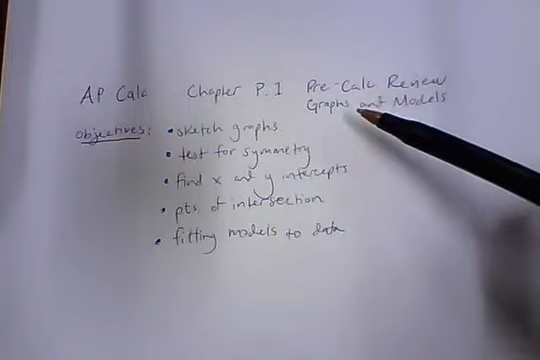 AP Calc Chapter P.1 Pre-Calc Review
Graphs and Models
Objectives: • sketch graphs
• test for symmetry
• find x and y intercepts
• pts of intersection
• fitting models to data